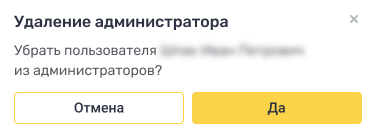 Удаление администратора
Убрать пользователя
из администраторов?
Отмена
Да